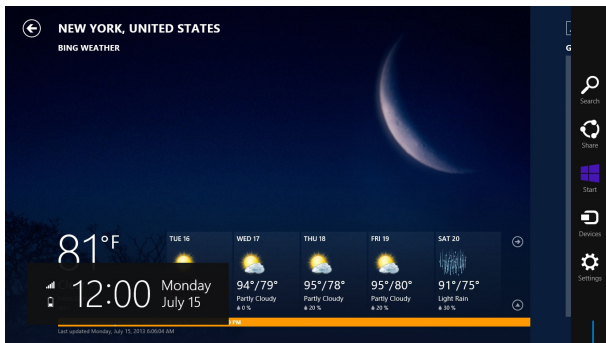 NEW YORK, UNITED STATES
BING WEATHER
G
Search
Share
Start
Devices
Settings
81°F
TUE 16
WED 17
THU 18
FRI 19
SAT 20
94°/79°
95°/78°
95°/80°
91°/75°
Partly Cloudy
Partly Cloudy
Partly Cloudy
Light Rain
0 %
20 %
20 %
30 %
12:00
Monday
July 15
PM
Last updated Monday, July 15, 2013 6:06:04 AM